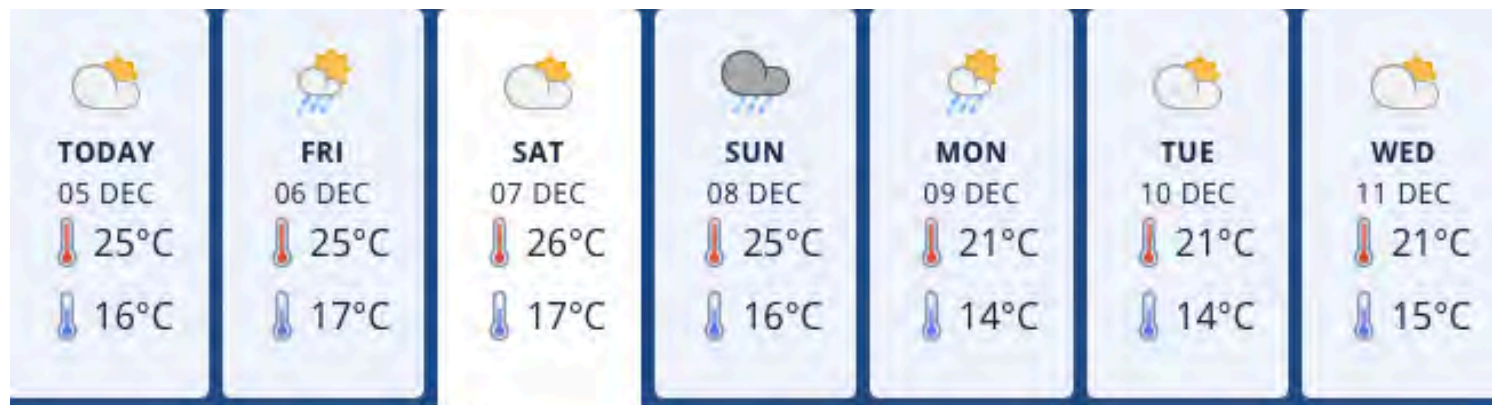 TODAY
05 DEC
25°C
16°C
FRI
06 DEC
25°C
17°C
SAT
07 DEC
26°C
17°C
SUN
08 DEC
25°C
16°C
MON
09 DEC
21°C
14°C
TUE
10 DEC
21°C
14°C
WED
11 DEC
21°C
15°C